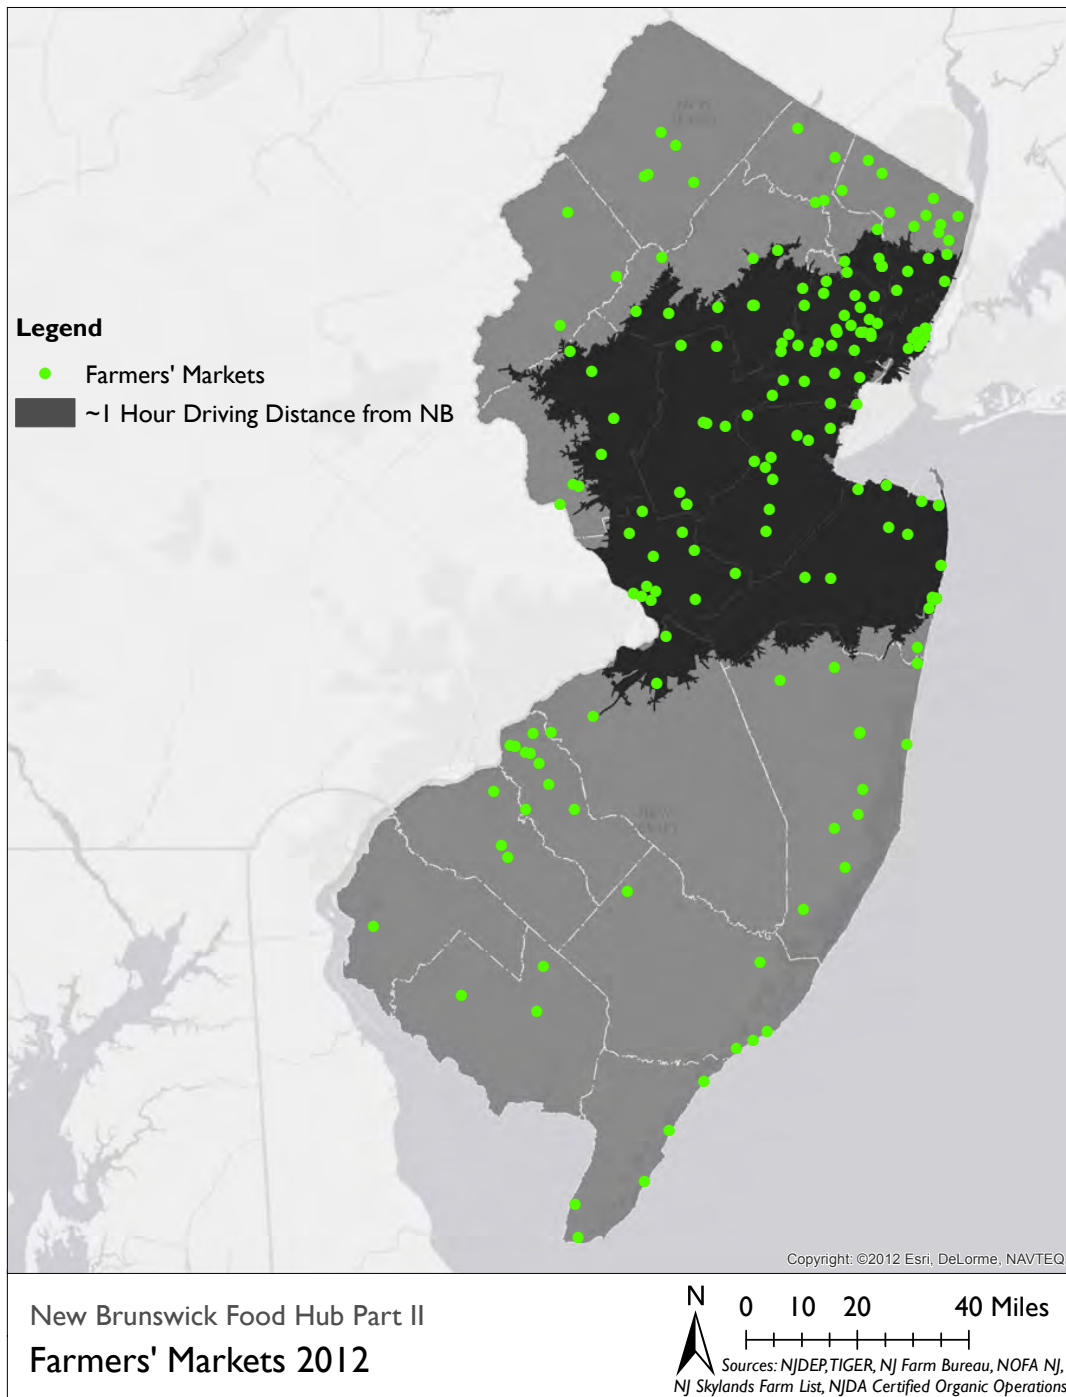 Legend
Farmers' Markets
~1 Hour Driving Distance from NB
Copyright: ©2012 Esri, DeLorme, NAVTEQ
New Brunswick Food Hub Part II
Farmers' Markets 2012
N
0 10 20 40 Miles
Sources: NJDEP,TIGER, NJ Farm Bureau, NOFA NJ,
NJ Skylands Farm List, NJDA Certified Organic Operations